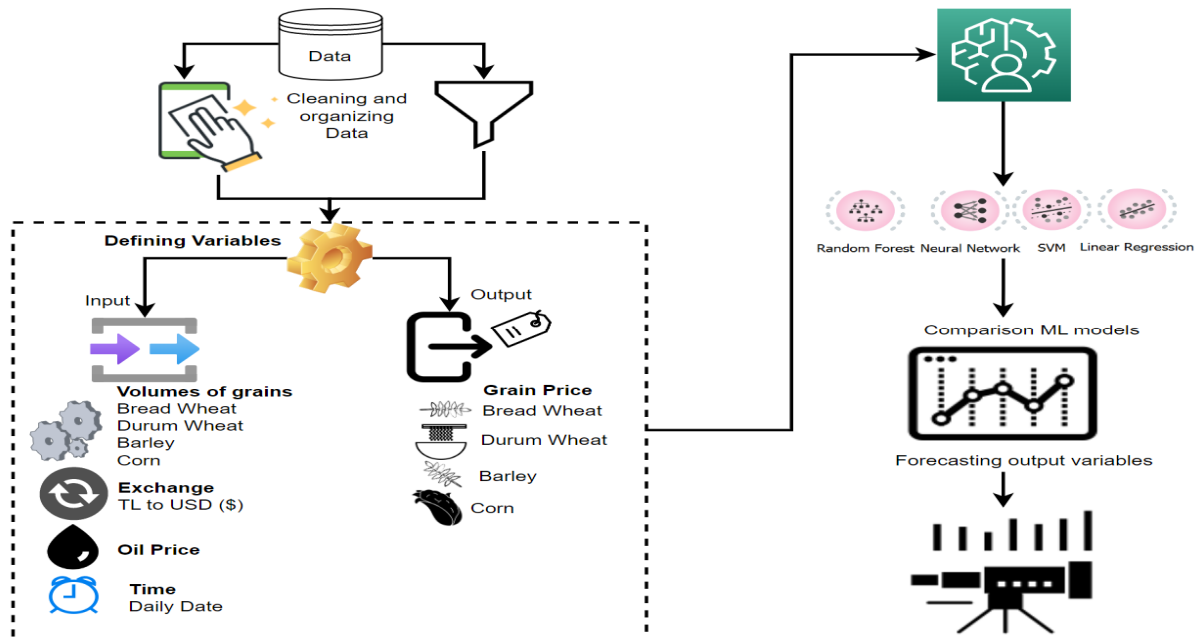 Data
Cleaning and
organizing
Data
Defining Variables
Input
Output
Volumes of grains
Bread Wheat
Durum Wheat
Barley
Corn
Exchange
TL to USD ($)
Oil Price
Time
Daily Date
Grain Price
Bread Wheat
Durum Wheat
Barley
Corn
Random Forest
Neural Network
SVM
Linear Regression
Comparison ML models
Forecasting output variables